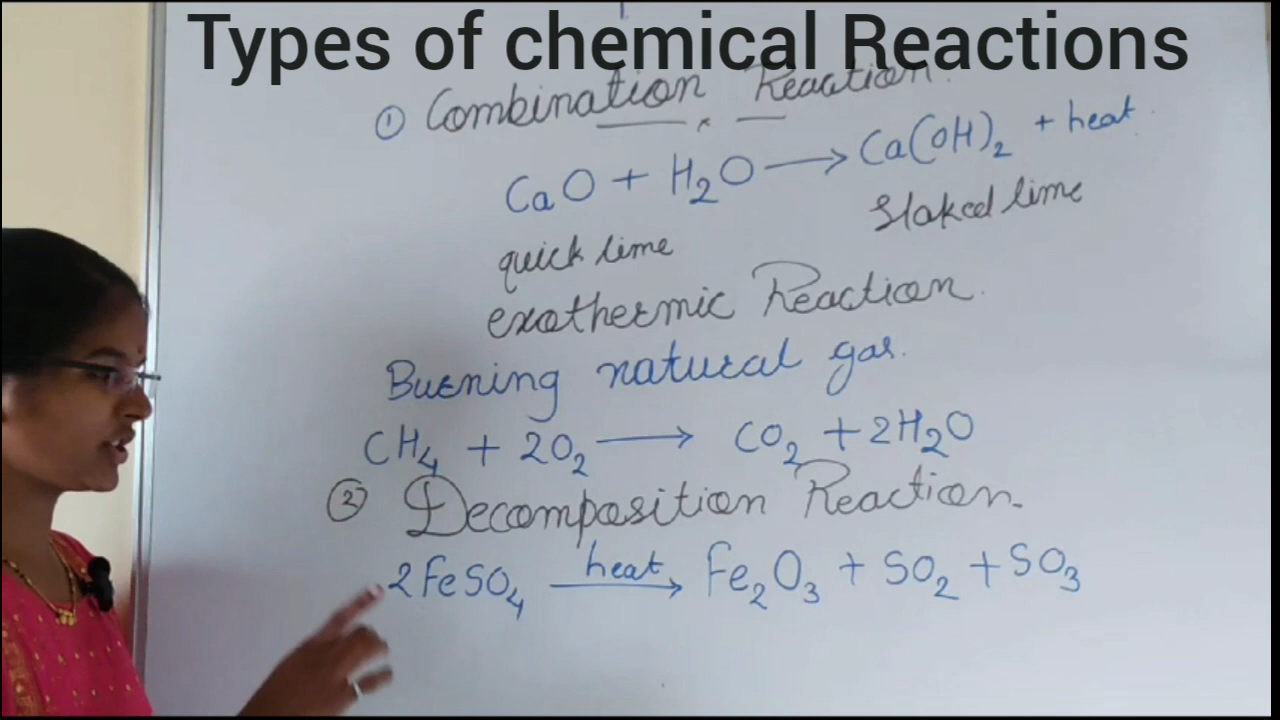 Types of chemical Reactions
① Combination Reaction.
CaO + H₂O ⟶ Ca(OH)₂ + heat
quick lime Slaked lime
exothermic Reaction.
Burning natural gas.
CH₄ + 2O₂ ⟶ CO₂ + 2H₂O
② Decomposition Reaction.
2FeSO₄ heat⟶ Fe₂O₃ + SO₂ + SO₃